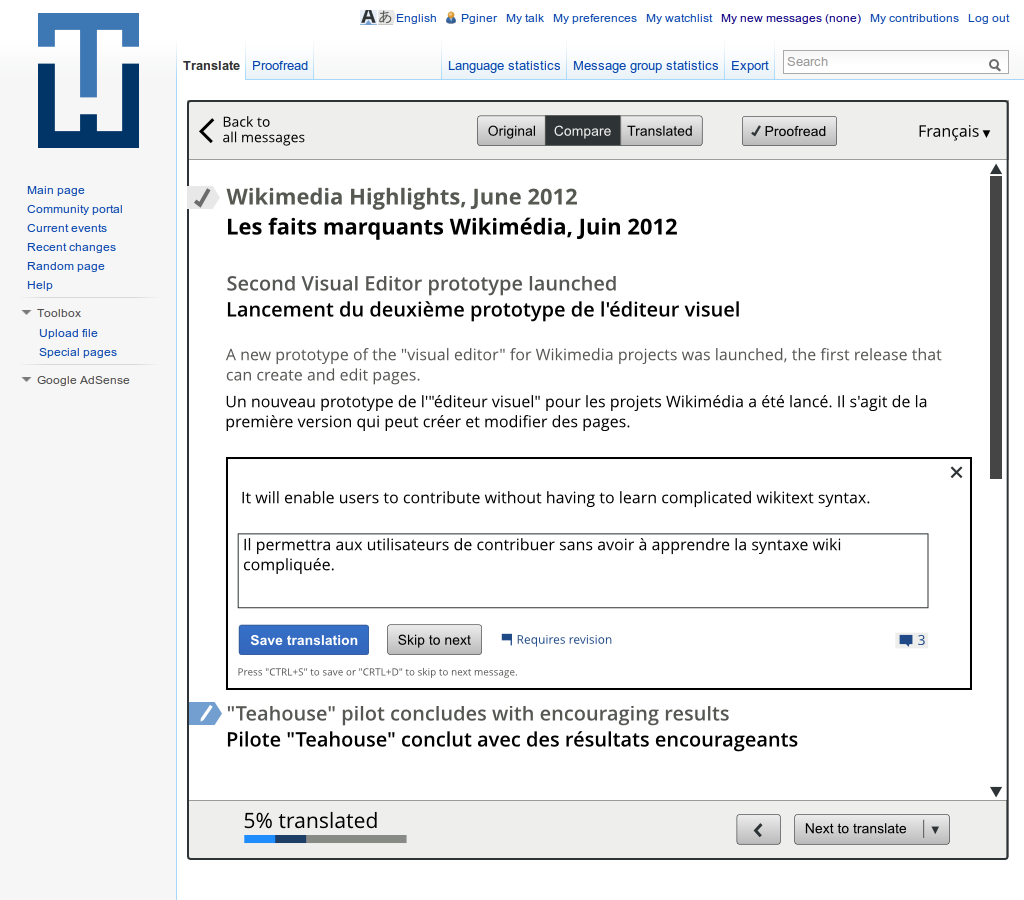 Aあ English Pginer My talk My preferences My watchlist My new messages (none) My contributions Log out
Translate Proofread Language statistics Message group statistics Export Search
Main page
Community portal
Current events
Recent changes
Random page
Help
Toolbox
Upload file
Special pages
Google AdSense
Back to
all messages
Original Compare Translated ✓Proofread Français ▾
Wikimedia Highlights, June 2012
Les faits marquants Wikimédia, Juin 2012
Second Visual Editor prototype launched
Lancement du deuxième prototype de l'éditeur visuel
A new prototype of the "visual editor" for Wikimedia projects was launched, the first release that
can create and edit pages.
Un nouveau prototype de l'"éditeur visuel" pour les projets Wikimédia a été lancé. Il s'agit de la
première version qui peut créer et modifier des pages.
It will enable users to contribute without having to learn complicated wikitext syntax.
Il permettra aux utilisateurs de contribuer sans avoir à apprendre la syntaxe wiki
compliquée.
Save translation Skip to next Requires revision 3
Press "CTRL+S" to save or "CRTL+D" to skip to next message.
"Teahouse" pilot concludes with encouraging results
Pilote "Teahouse" conclut avec des résultats encourageants
5% translated
Next to translate ▾